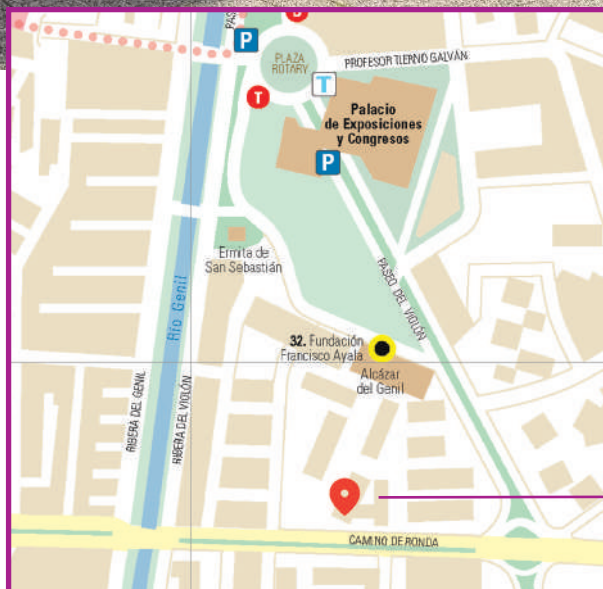 PAS
P
PLAZA
ROTARY
PROFESOR TIERNO GALVÁN
T
T
Palacio
de Exposiciones
y Congresos
P
Ermita de
San Sebastián
PASEO DEL VIOLÓN
Río Genil
32. Fundación
Francisco Ayala
Alcázar
del Genil
RIBERA DEL GENIL
RIBERA DEL VIOLÓN
CAMINO DE RONDA